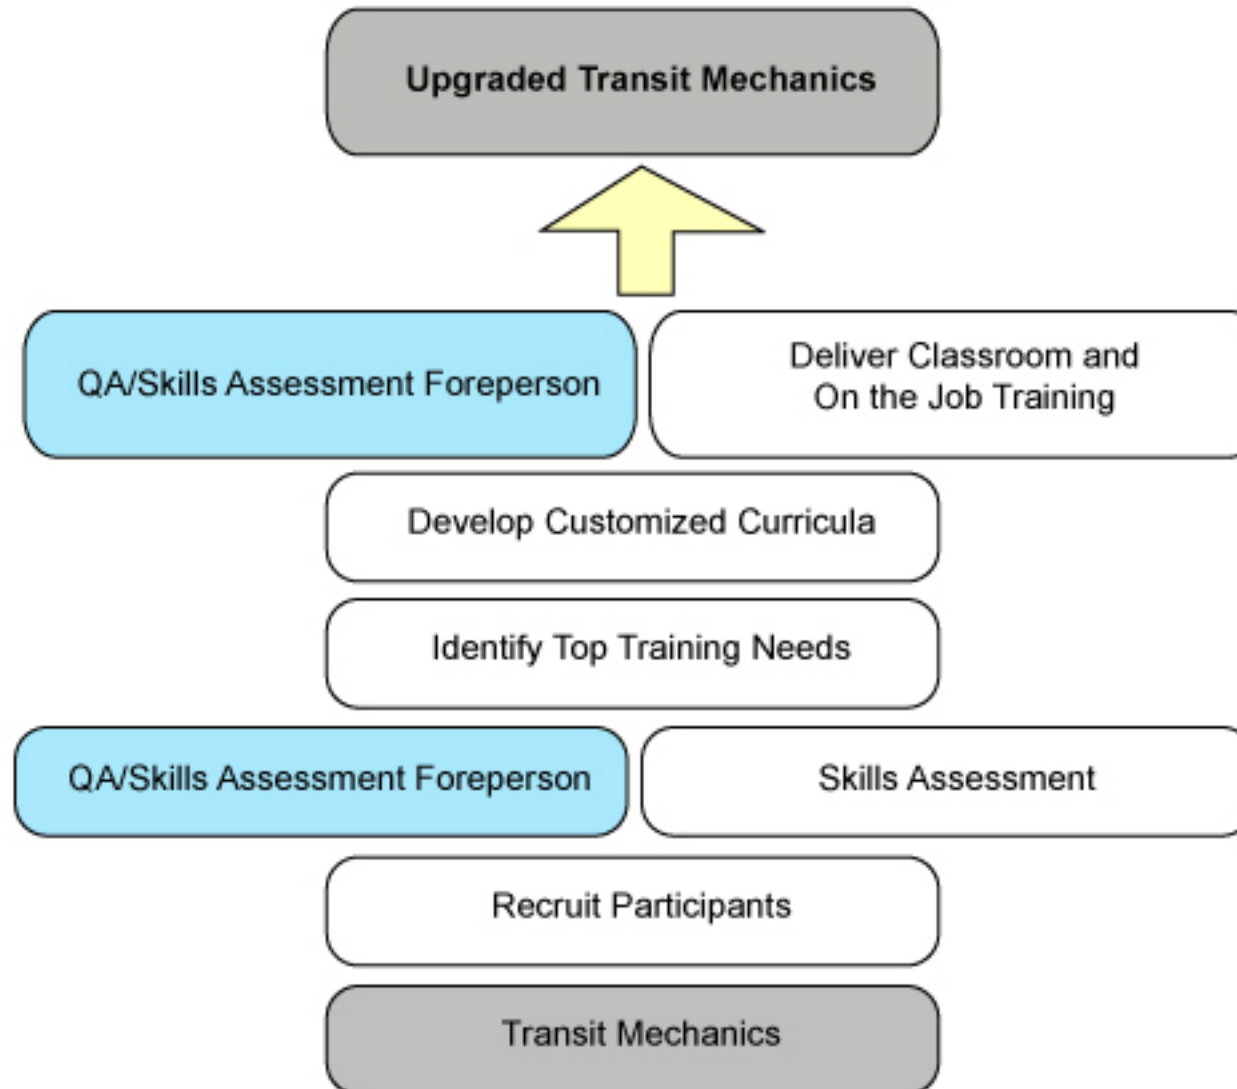 Upgraded Transit Mechanics
QA/Skills Assessment Foreperson
Deliver Classroom and
On the Job Training
Develop Customized Curricula
Identify Top Training Needs
QA/Skills Assessment Foreperson
Skills Assessment
Recruit Participants
Transit Mechanics